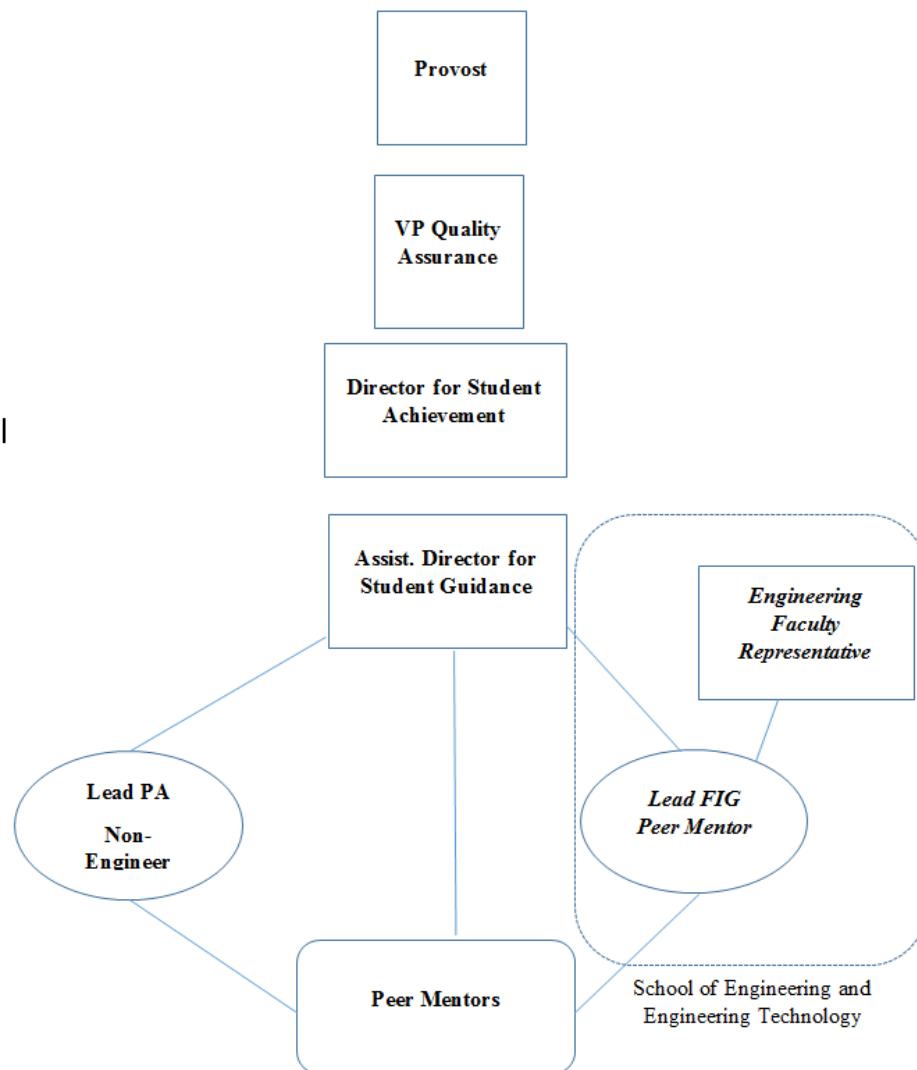 Provost
VP Quality
Assurance
Director for Student
Achievement
Assist. Director for
Student Guidance
Engineering
Faculty
Representative
Lead PA
Non-
Engineer
Lead FIG
Peer Mentor
Peer Mentors
School of Engineering and
Engineering Technology